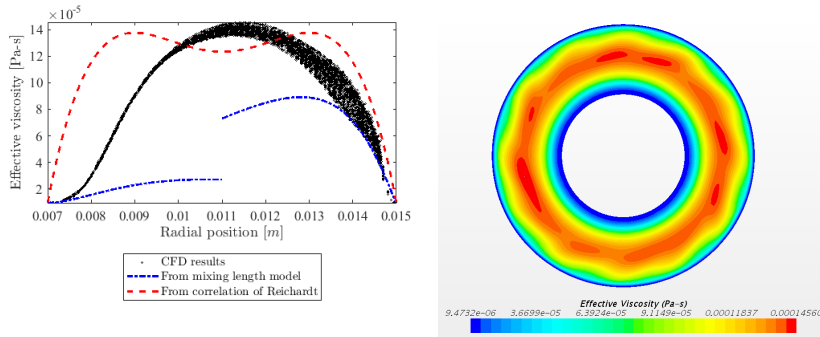 ×10⁻⁵
14
12
10
8
6
4
2
Effective viscosity [Pa-s]
0.007 0.008 0.009 0.01 0.011 0.012 0.013 0.014 0.015
Radial position [m]
CFD results
From mixing length model
From correlation of Reichardt
Effective Viscosity (Pa-s)
9.4732e-06 3.6699e-05 6.3924e-05 9.1149e-05 0.00011837 0.00014560